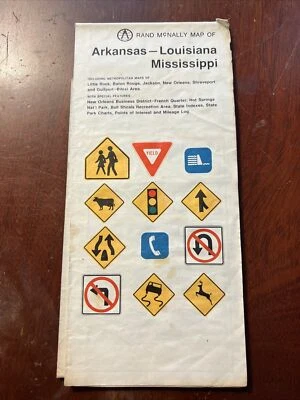 RAND McNALLY MAP OF
Arkansas—Louisiana
Mississippi
INCLUDING METROPOLITAN MAPS OF
Little Rock, Baton Rouge, Jackson, New Orleans, Shreveport
and Gulfport-Biloxi Area
WITH SPECIAL FEATURES
New Orleans Business District-French Quarter, Hot Springs
Nat'l Park, Bull Shoals Recreation Area, State Indexes, State
Park Charts, Points of Interest and Mileage Log
YIELD